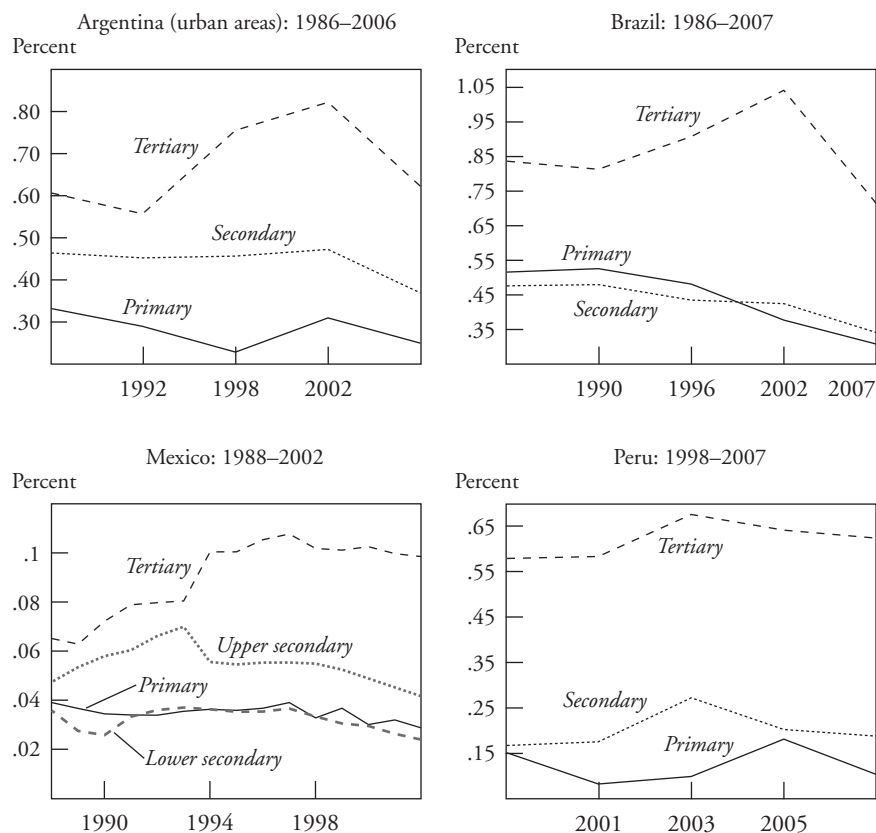 Argentina (urban areas): 1986–2006
Percent
.80
.70
.60
.50
.40
.30
Tertiary
Secondary
Primary
1992 1998 2002
Brazil: 1986–2007
Percent
1.05
.95
.85
.75
.65
.55
.45
.35
Tertiary
Primary
Secondary
1990 1996 2002 2007
Mexico: 1988–2002
Percent
.1
.08
.06
.04
.02
Tertiary
Upper secondary
Primary
Lower secondary
1990 1994 1998
Peru: 1998–2007
Percent
.65
.55
.45
.35
.25
.15
Tertiary
Secondary
Primary
2001 2003 2005